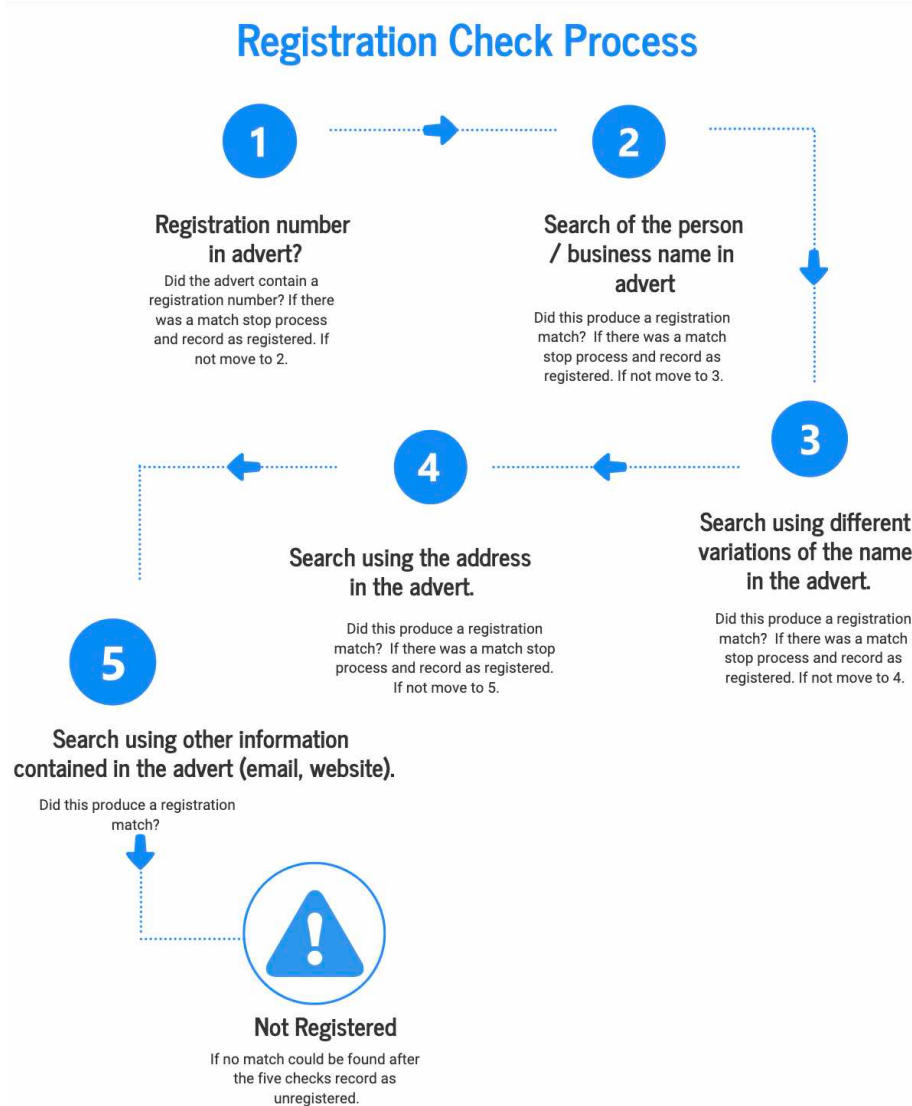 Registration Check Process
1
Registration number
in advert?
Did the advert contain a
registration number? If there
was a match stop process
and record as registered. If
not move to 2.
2
Search of the person
/ business name in
advert
Did this produce a registration
match?  If there was a match
stop process and record as
registered. If not move to 3.
3
Search using different
variations of the name
in the advert.
Did this produce a registration
match?  If there was a match
stop process and record as
registered. If not move to 4.
4
Search using the address
in the advert.
Did this produce a registration
match?  If there was a match stop
process and record as registered.
If not move to 5.
5
Search using other information
contained in the advert (email, website).
Did this produce a registration
match?
Not Registered
If no match could be found after
the five checks record as
unregistered.